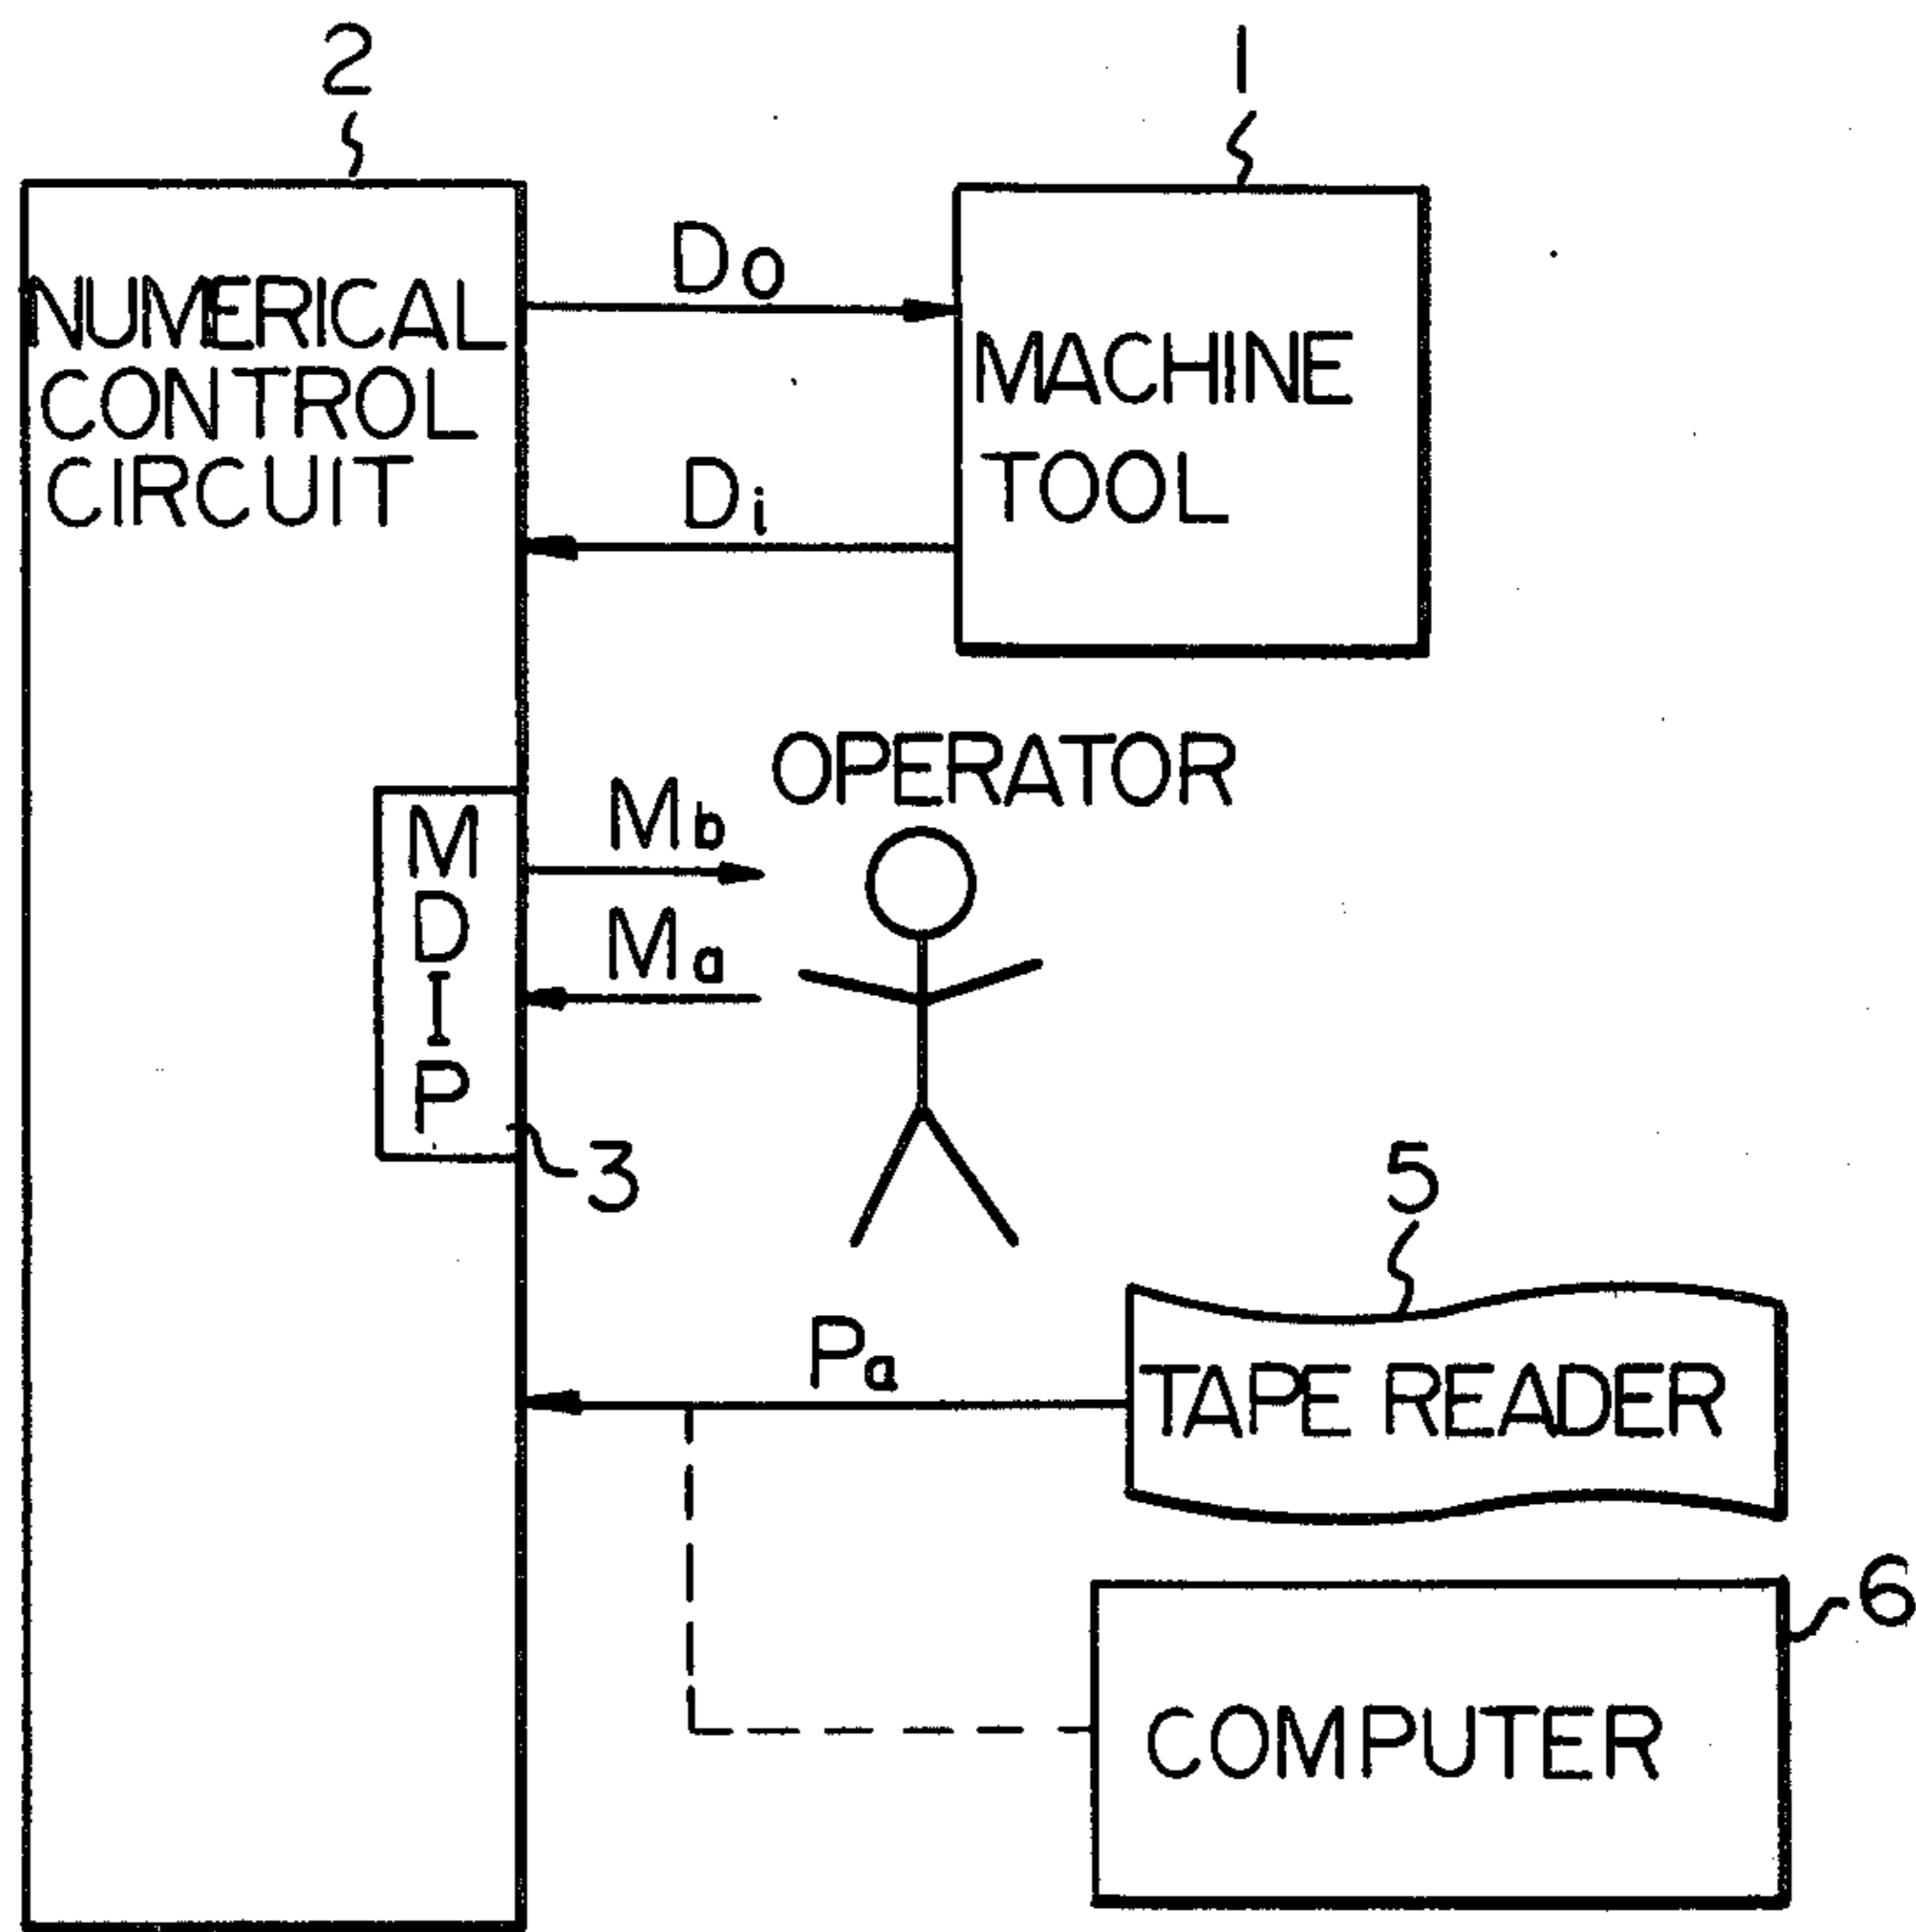 2
1
NUMERICAL
CONTROL
CIRCUIT
Do
MACHINE
TOOL
Di
OPERATOR
M
D
I
P
Mb
Ma
3
5
Pa
TAPE READER
6
COMPUTER